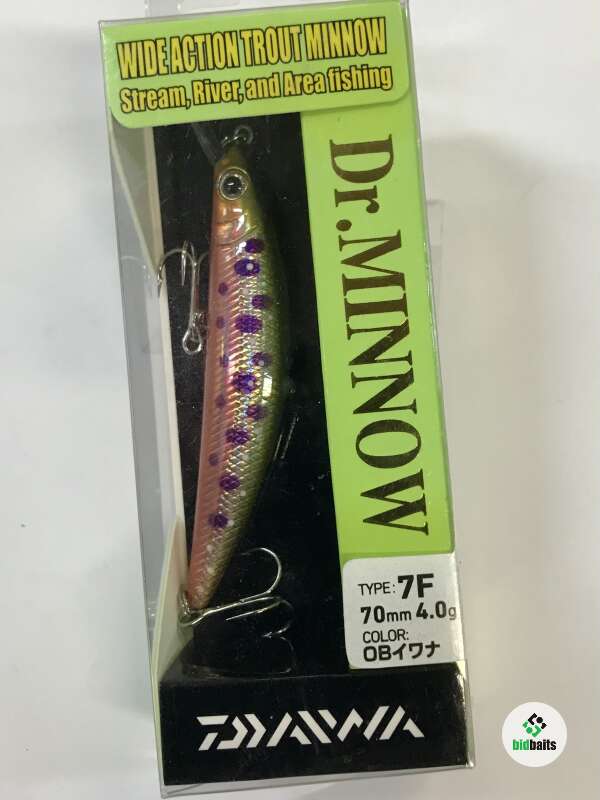 WIDE ACTION TROUT MINNOW
Stream, River, and Area fishing
Dr.MINNOW
TYPE: 7F
70mm 4.0g
COLOR:
OBイワナ
DAIWA
bidbaits